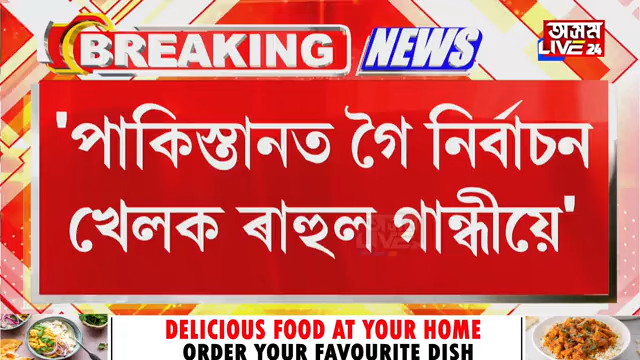 BREAKING NEWS
অসম
LIVE 24
'পাকিস্তানত গৈ নিৰ্বাচন
খেলক ৰাহুল গান্ধীয়ে'
DELICIOUS FOOD AT YOUR HOME
ORDER YOUR FAVOURITE DISH